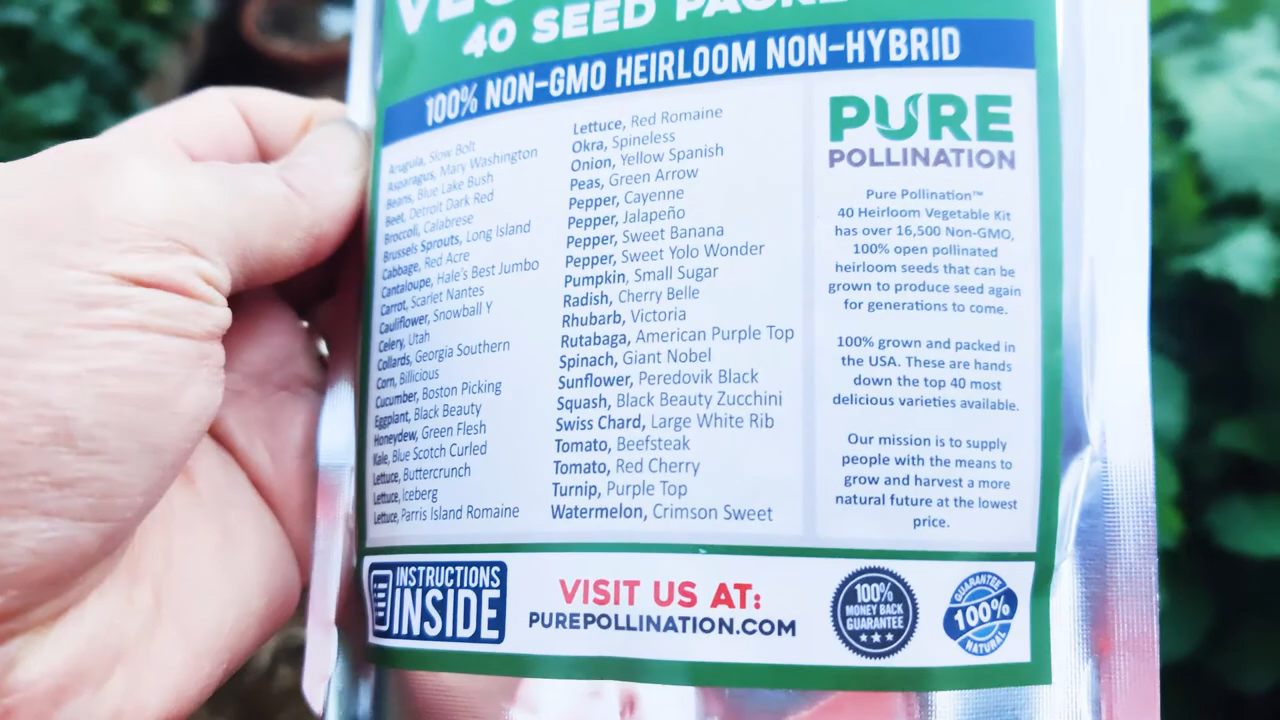 40 SEED
100% NON-GMO HEIRLOOM NON-HYBRID
Arugula, Slow Bolt
Asparagus, Mary Washington
Beans, Blue Lake Bush
Beet, Detroit Dark Red
Broccoli, Calabrese
Brussels Sprouts, Long Island
Cabbage, Red Acre
Cantaloupe, Hale's Best Jumbo
Carrot, Scarlet Nantes
Cauliflower, Snowball Y
Celery, Utah
Collards, Georgia Southern
Corn, Billicious
Cucumber, Boston Picking
Eggplant, Black Beauty
Honeydew, Green Flesh
Kale, Blue Scotch Curled
Lettuce, Buttercrunch
Lettuce, Iceberg
Lettuce, Parris Island Romaine
Lettuce, Red Romaine
Okra, Spineless
Onion, Yellow Spanish
Peas, Green Arrow
Pepper, Cayenne
Pepper, Jalapeño
Pepper, Sweet Banana
Pepper, Sweet Yolo Wonder
Pumpkin, Small Sugar
Radish, Cherry Belle
Rhubarb, Victoria
Rutabaga, American Purple Top
Spinach, Giant Nobel
Sunflower, Peredovik Black
Squash, Black Beauty Zucchini
Swiss Chard, Large White Rib
Tomato, Beefsteak
Tomato, Red Cherry
Turnip, Purple Top
Watermelon, Crimson Sweet
PURE
POLLINATION
Pure Pollination™
40 Heirloom Vegetable Kit
has over 16,500 Non-GMO,
100% open pollinated
heirloom seeds that can be
grown to produce seed again
for generations to come.
100% grown and packed in
the USA. These are hands
down the top 40 most
delicious varieties available.
Our mission is to supply
people with the means to
grow and harvest a more
natural future at the lowest
price.
INSTRUCTIONS
INSIDE
VISIT US AT:
PUREPOLLINATION.COM
100%
MONEY BACK
GUARANTEE
GUARANTEE
100%
NATURAL